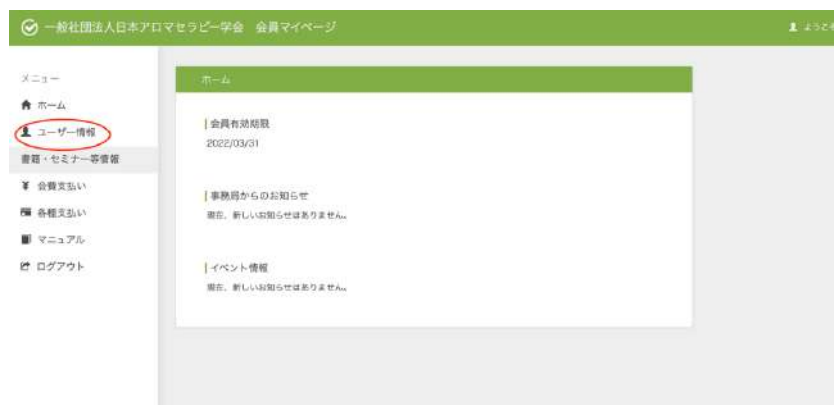 一般社団法人日本アロマセラピー学会 会員マイページ
ようこそ
メニュー
ホーム
ユーザー情報
書籍・セミナー等情報
会費支払い
各種支払い
マニュアル
ログアウト
ホーム
会員有効期限
2022/03/31
事務局からのお知らせ
現在、新しいお知らせはありません。
イベント情報
現在、新しいお知らせはありません。